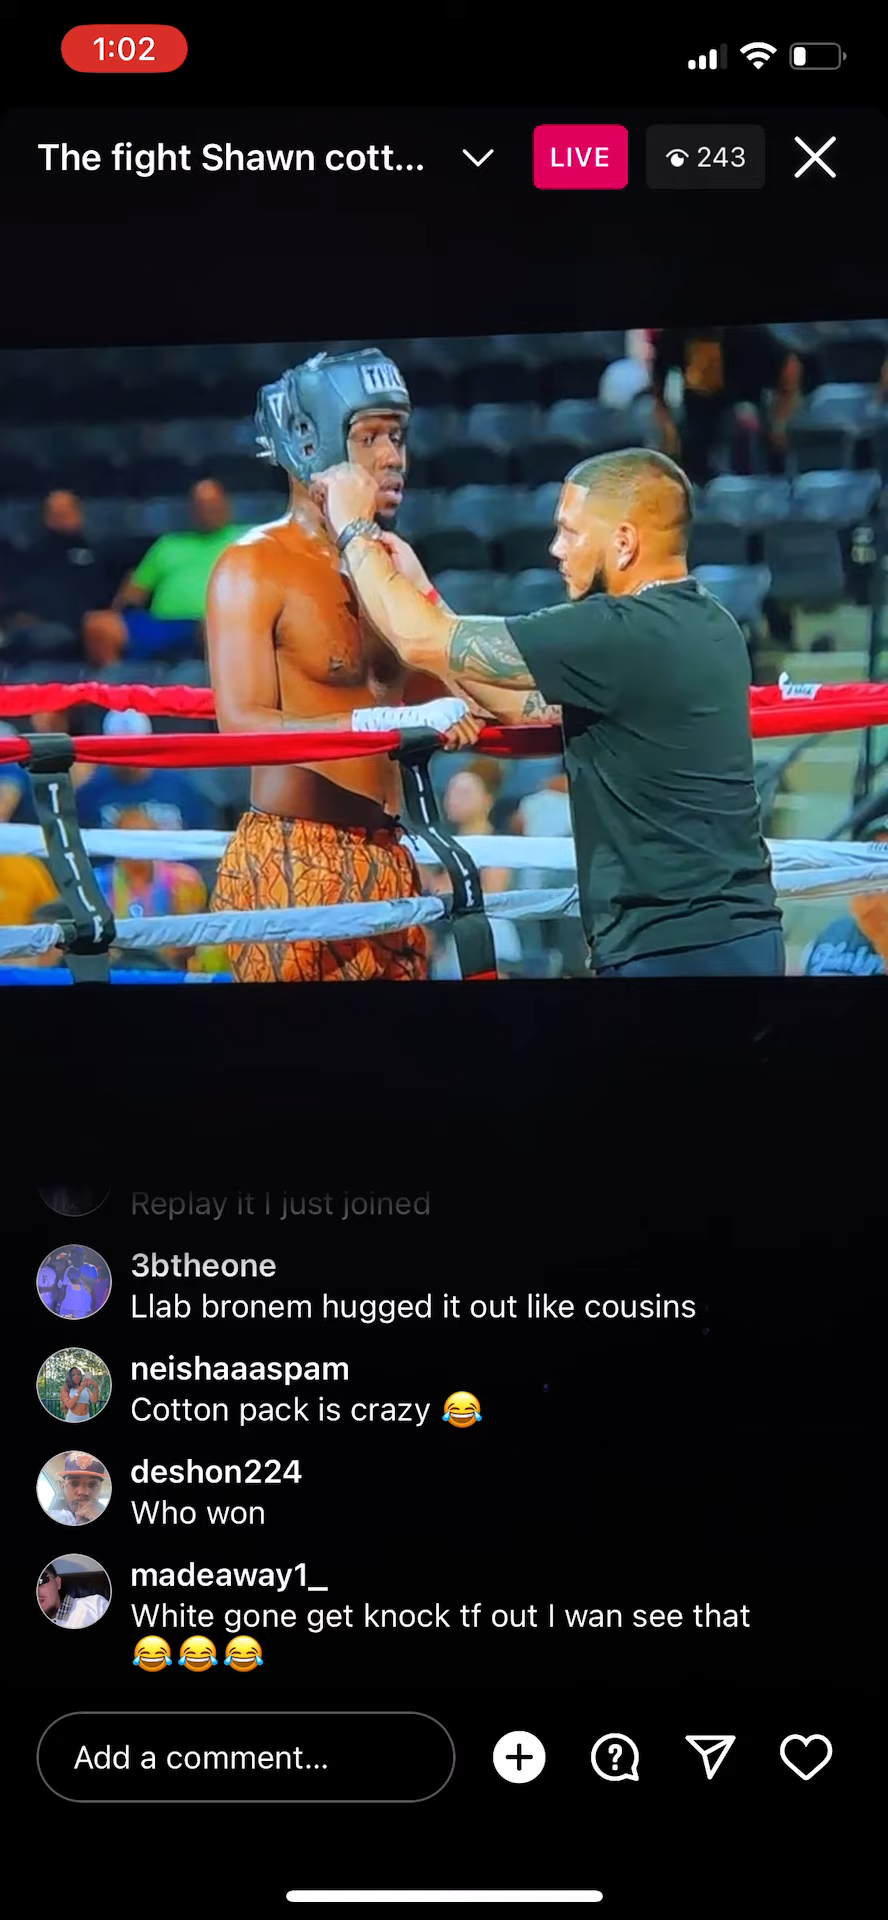 1:02
The fight Shawn cott...
LIVE
243
TITLE
TITLE
Replay it I just joined
3btheone
Llab bronem hugged it out like cousins
neishaaaspam
Cotton pack is crazy 😂
deshon224
Who won
madeaway1_
White gone get knock tf out I wan see that
😂😂😂
Add a comment...